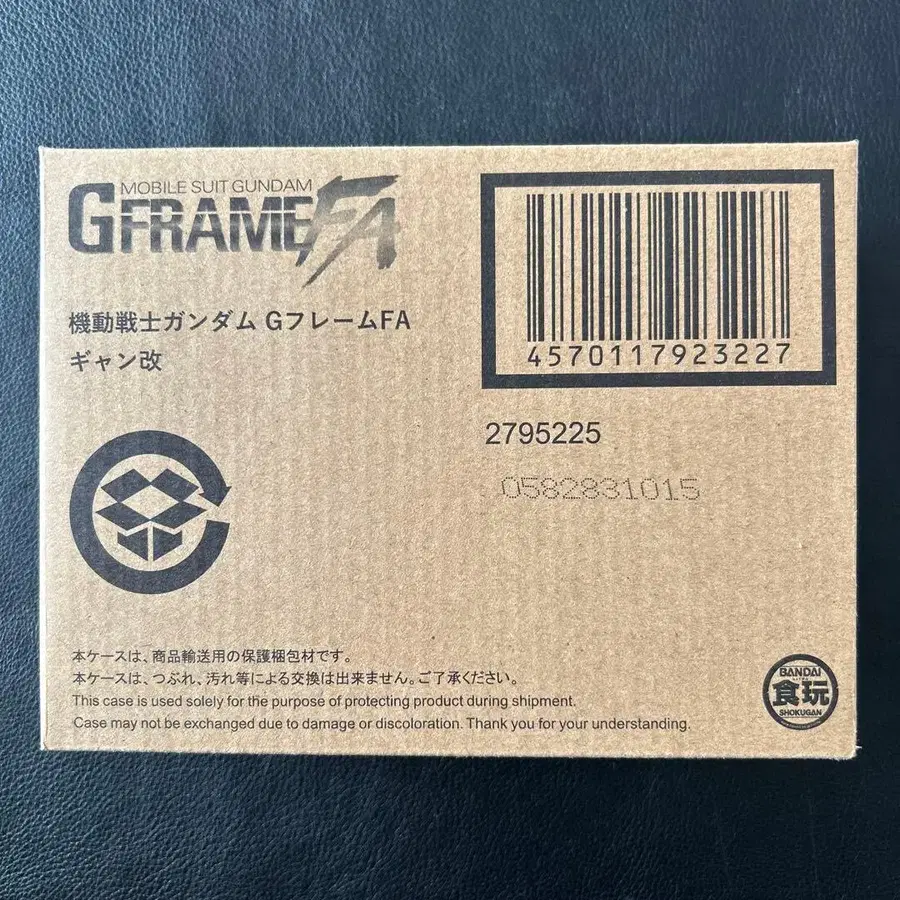 MOBILE SUIT GUNDAM
GFRAMEFA
機動戦士ガンダム GフレームFA
ギャン改
4570117923227
2795225
0582831015
本ケースは、商品輸送用の保護梱包材です。
本ケースは、つぶれ、汚れ等による交換は出来ません。ご了承ください。
This case is used solely for the purpose of protecting product during shipment.
Case may not be exchanged due to damage or discoloration. Thank you for your understanding.
BANDAI
食玩
SHOKUGAN